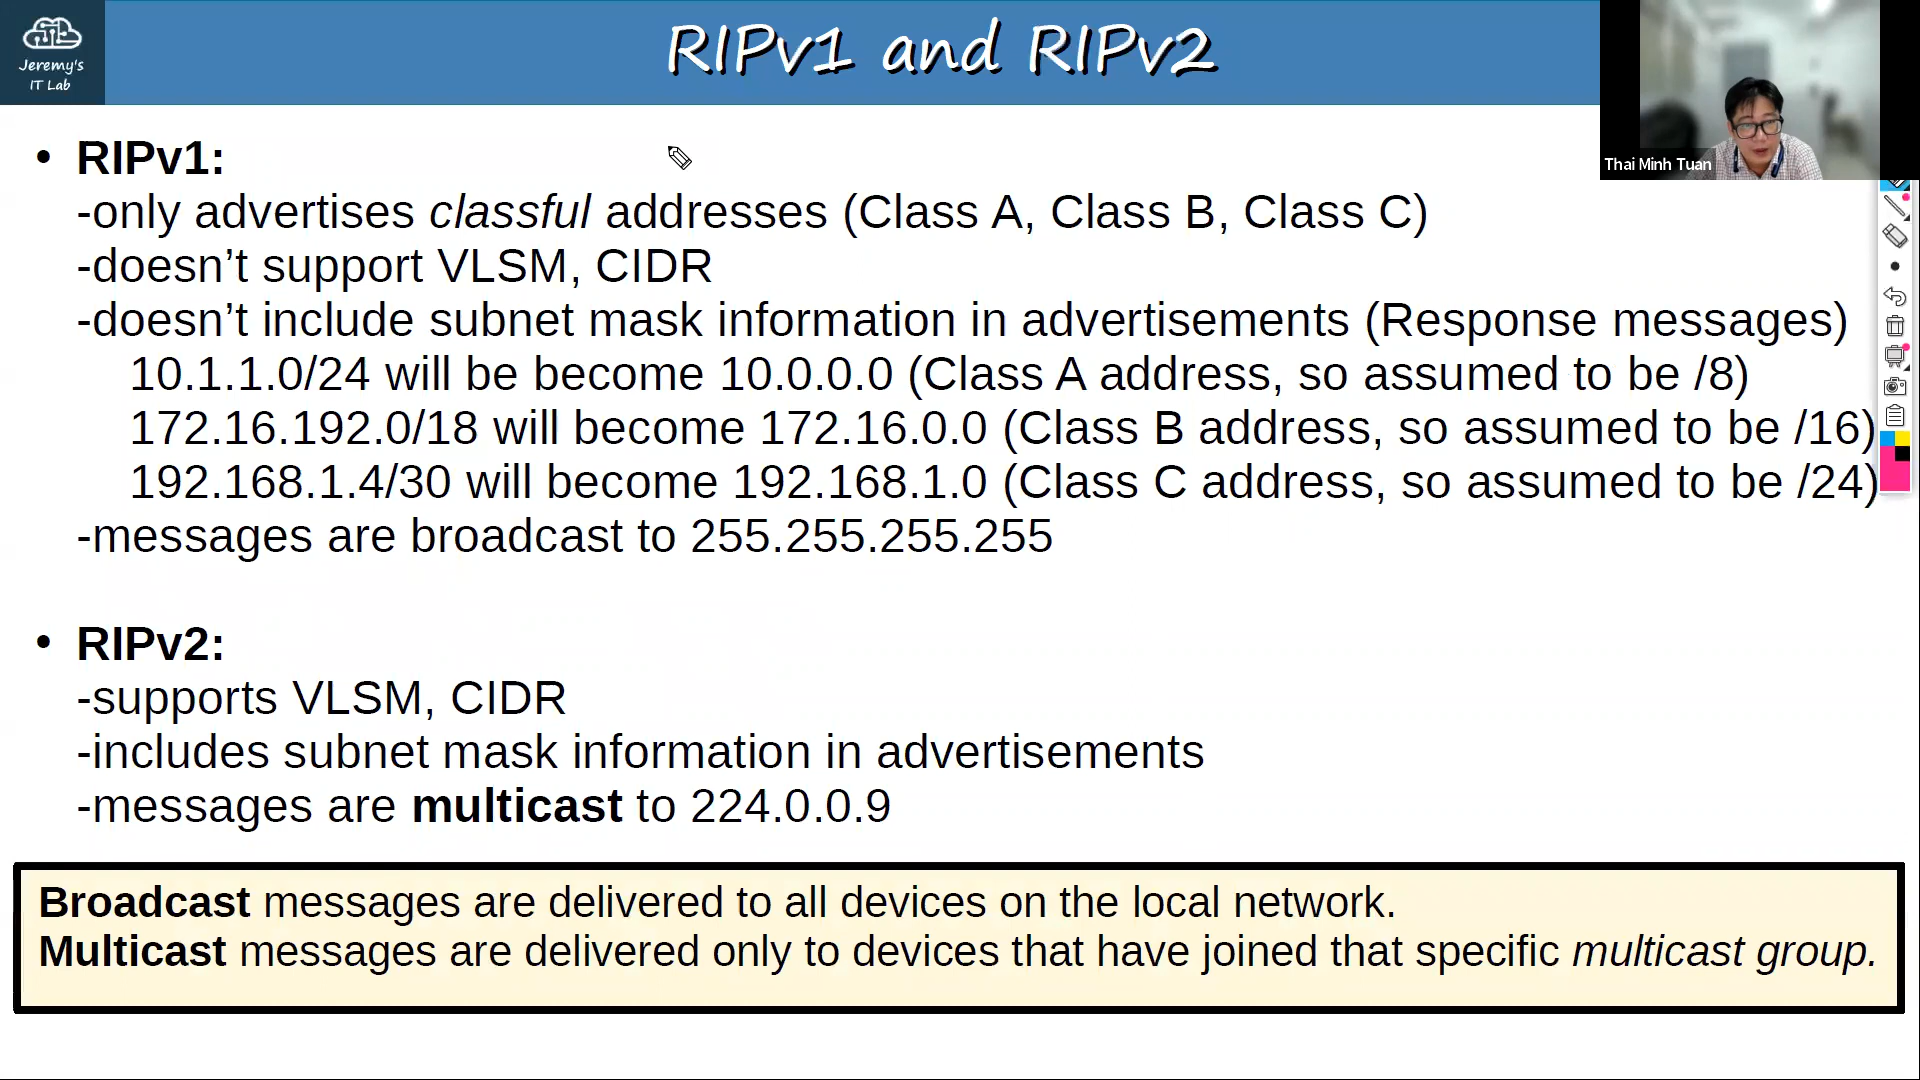 Jeremy's
IT Lab
RIPv1 and RIPv2
Thai Minh Tuan
• RIPv1:
-only advertises classful addresses (Class A, Class B, Class C)
-doesn’t support VLSM, CIDR
-doesn’t include subnet mask information in advertisements (Response messages)
10.1.1.0/24 will be become 10.0.0.0 (Class A address, so assumed to be /8)
172.16.192.0/18 will become 172.16.0.0 (Class B address, so assumed to be /16)
192.168.1.4/30 will become 192.168.1.0 (Class C address, so assumed to be /24)
-messages are broadcast to 255.255.255.255
• RIPv2:
-supports VLSM, CIDR
-includes subnet mask information in advertisements
-messages are multicast to 224.0.0.9
Broadcast messages are delivered to all devices on the local network.
Multicast messages are delivered only to devices that have joined that specific multicast group.